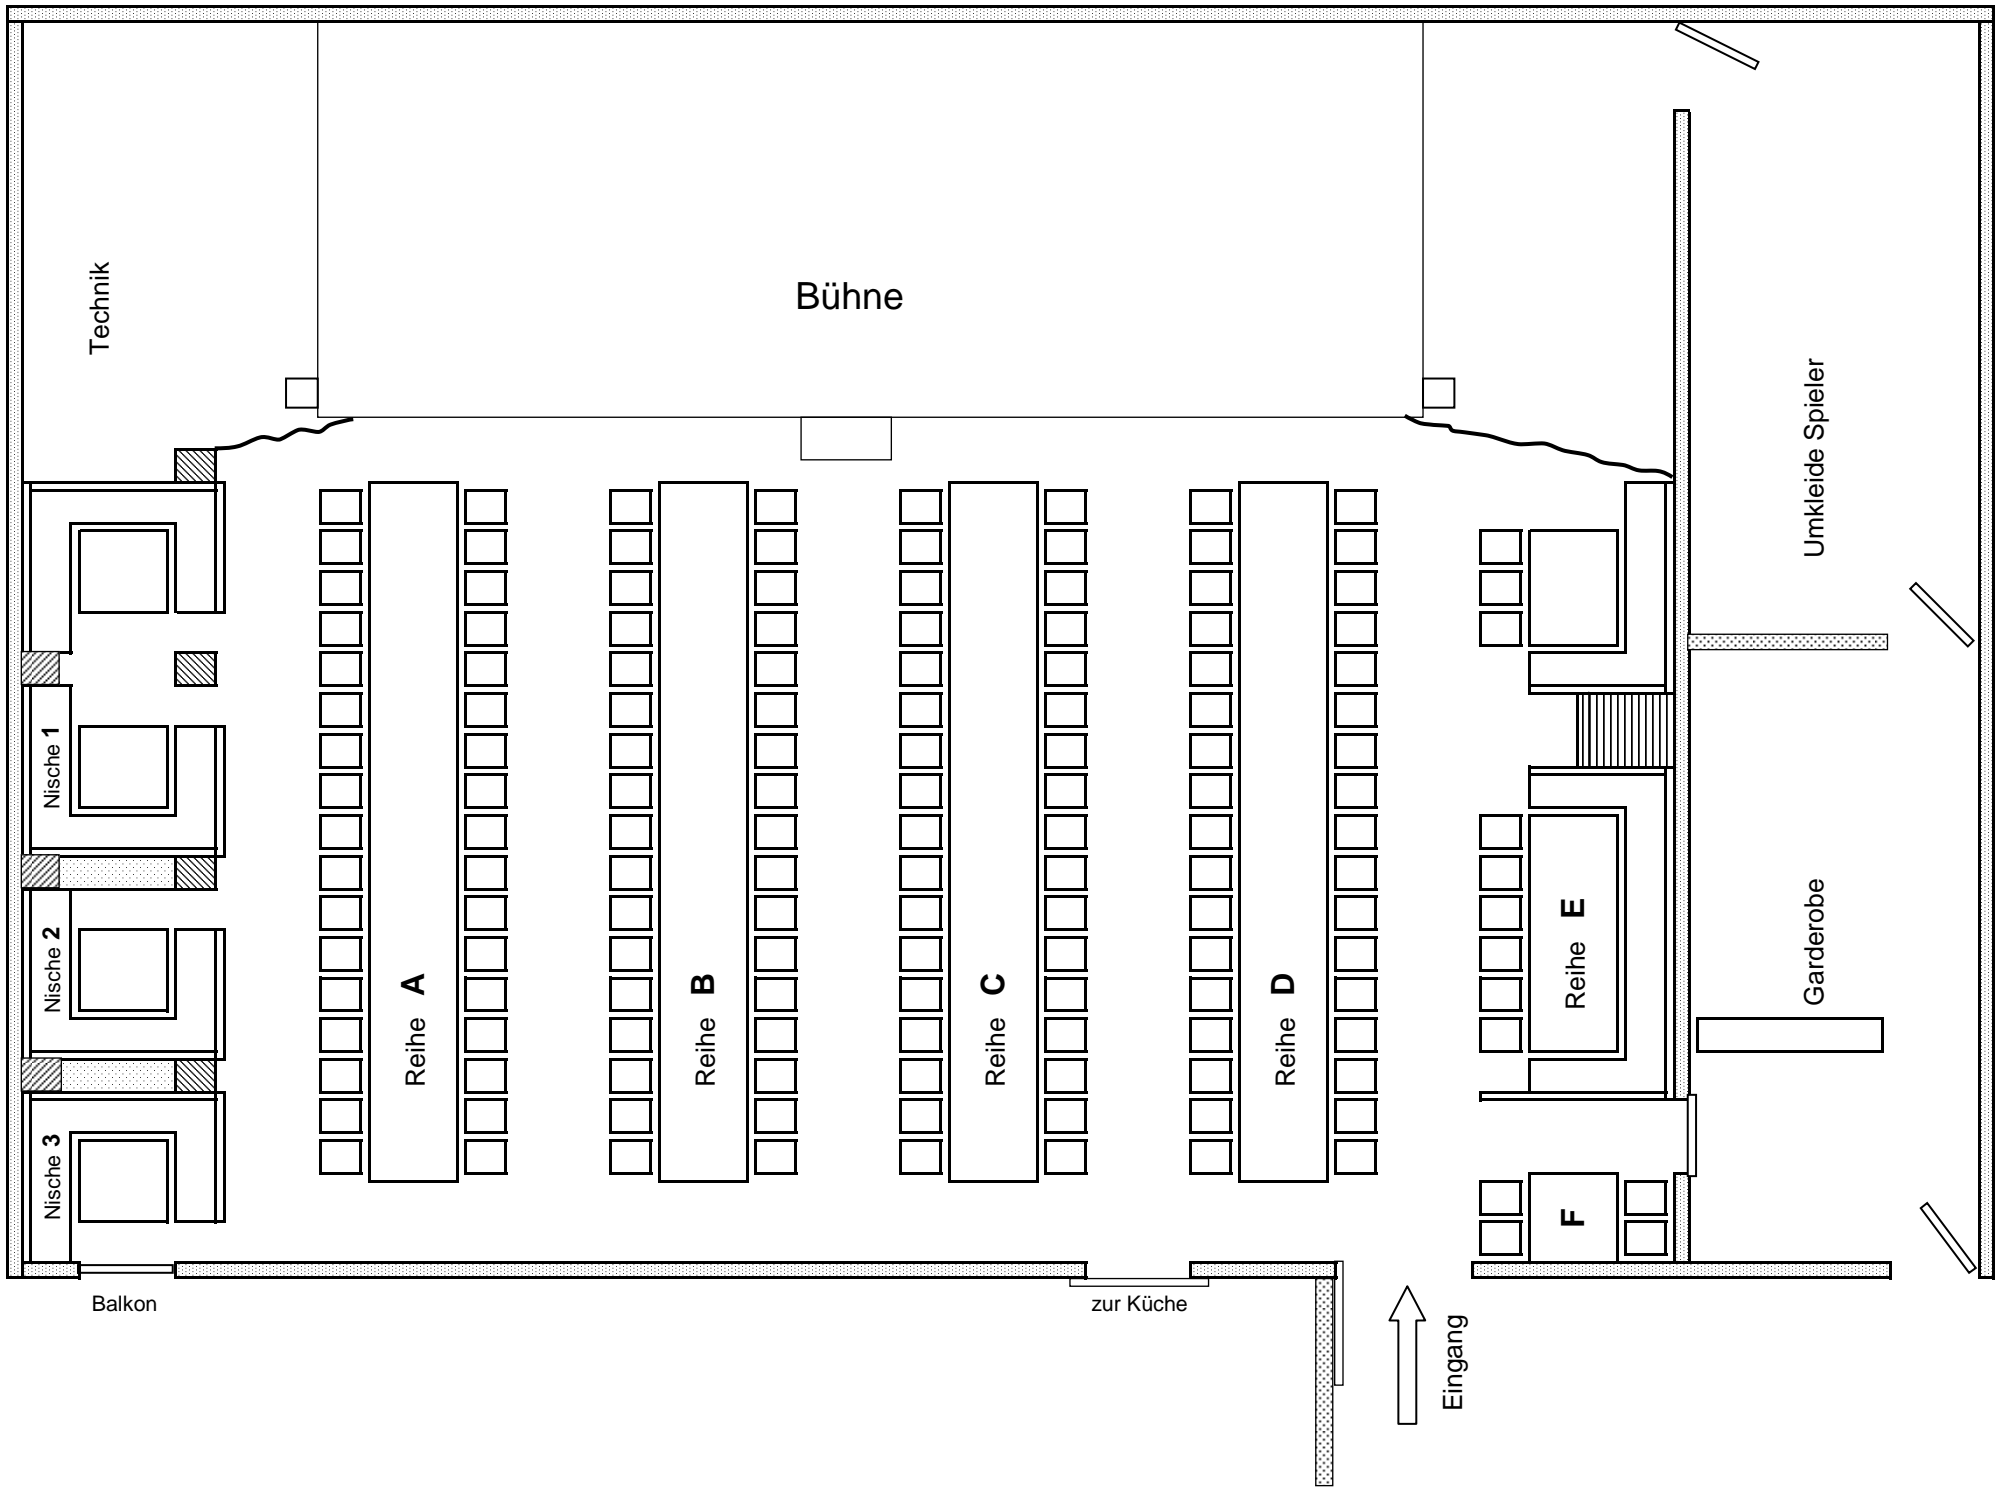 Technik
Bühne
Umkleide Spieler
Nische 1
Nische 2
Nische 3
Reihe A
Reihe B
Reihe C
Reihe D
Reihe E
F
Garderobe
Balkon
zur Küche
Eingang